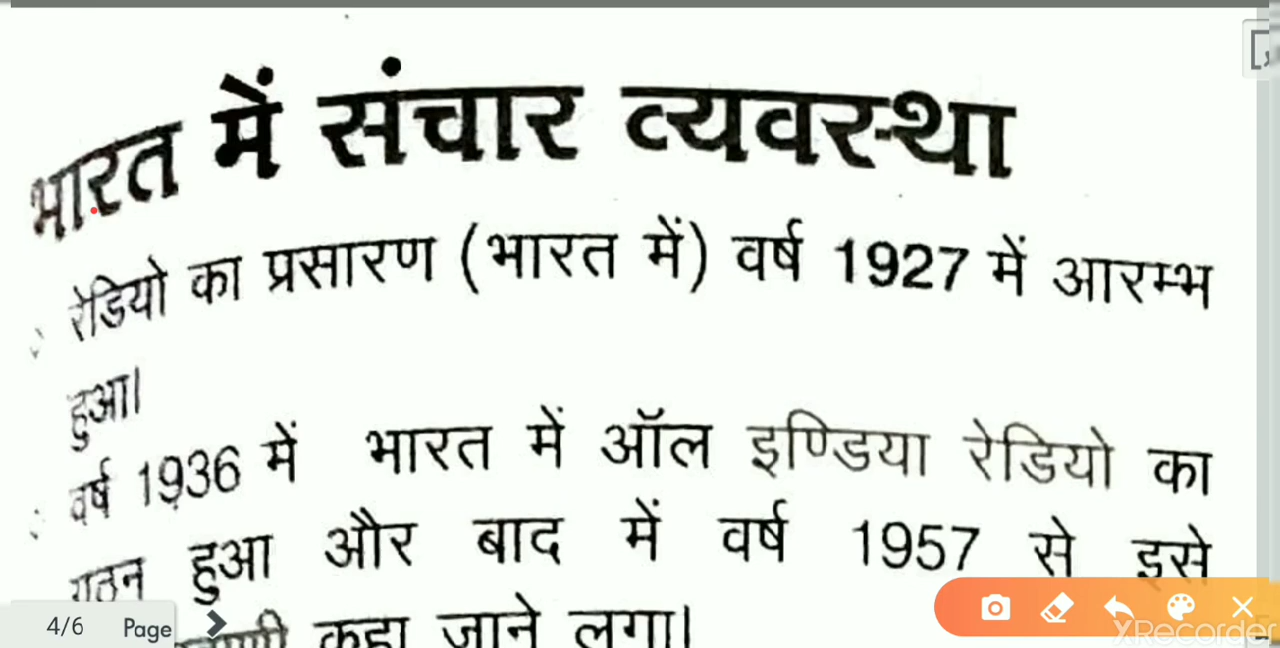 भारत में संचार व्यवस्था
रेडियो का प्रसारण (भारत में) वर्ष 1927 में आरम्भ
हुआ।
वर्ष 1936 में भारत में ऑल इण्डिया रेडियो का
गठन हुआ और बाद में वर्ष 1957 से इसे
कहा जाने लगा।
4/6 Page
XRecorder